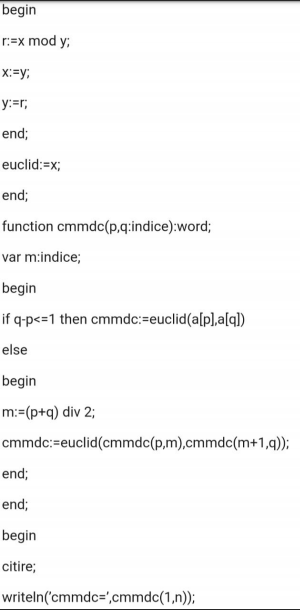 begin
r:=x mod y;
x:=y;
y:=r;
end;
euclid:=x;
end;
function cmmdc(p,q:indice):word;
var m:indice;
begin
if q-p<=1 then cmmdc:=euclid(a[p],a[q])
else
begin
m:=(p+q) div 2;
cmmdc:=euclid(cmmdc(p,m),cmmdc(m+1,q));
end;
end;
begin
citire;
writeln('cmmdc=',cmmdc(1,n));